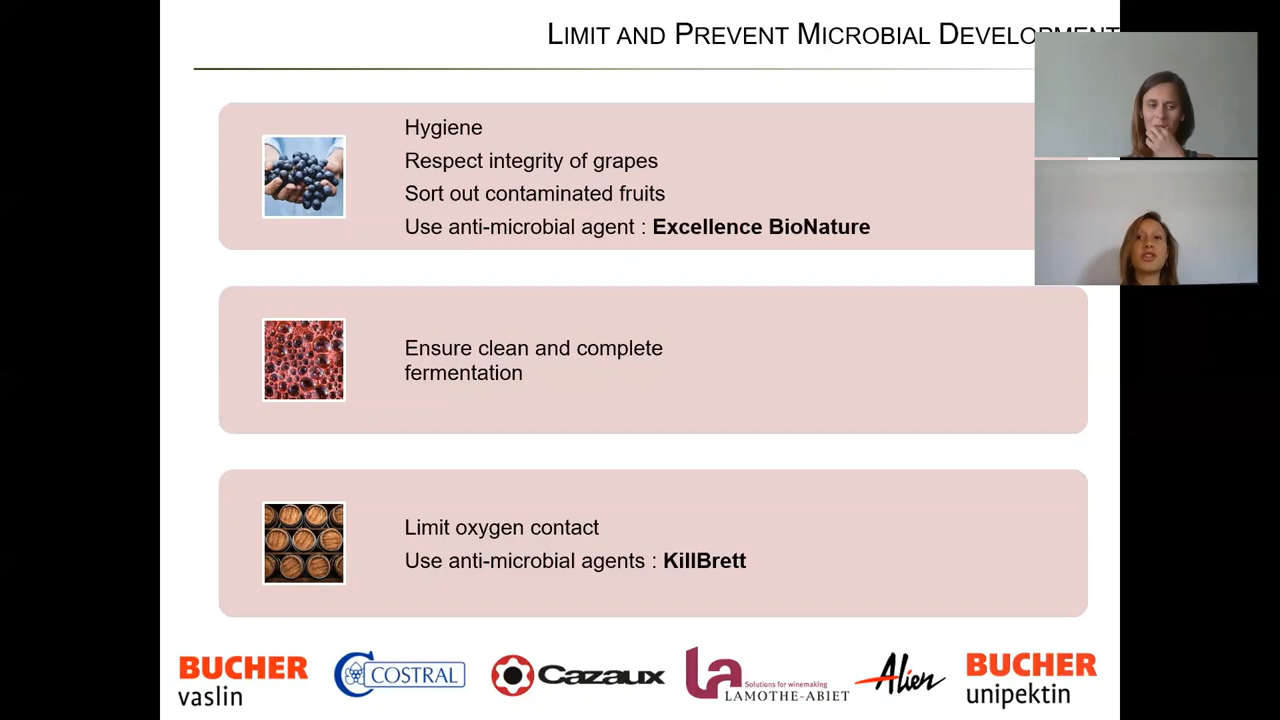 LIMIT AND PREVENT MICROBIAL DEVELOPMENT
Hygiene
Respect integrity of grapes
Sort out contaminated fruits
Use anti-microbial agent : Excellence BioNature
Ensure clean and complete
fermentation
Limit oxygen contact
Use anti-microbial agents : KillBrett
BUCHER
vaslin
COSTRAL
Cazaux
la
Solutions for winemaking
LAMOTHE-ABIET
Alien
BUCHER
unipektin